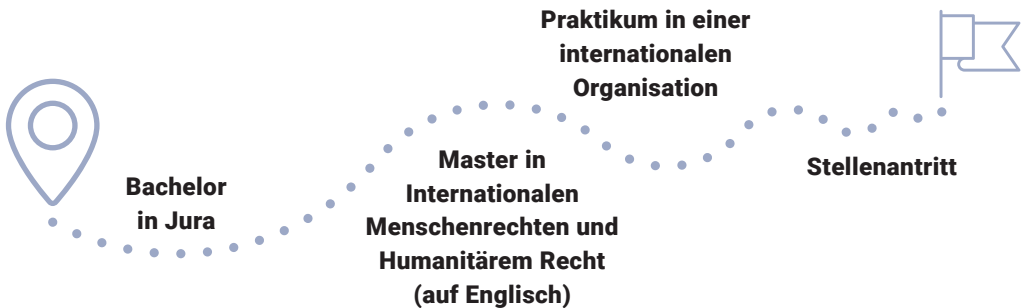 Bachelor
in Jura
Master in
Internationalen
Menschenrechten und
Humanitärem Recht
(auf Englisch)
Praktikum in einer
internationalen
Organisation
Stellenantritt